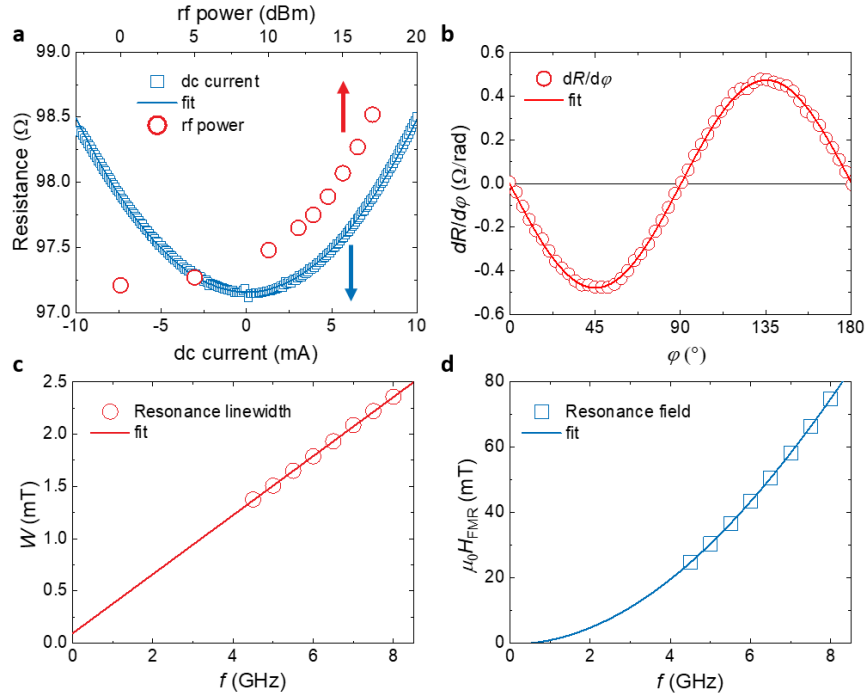 a
rf power (dBm)
0 5 10 15 20
99.0
98.5
98.0
97.5
97.0
Resistance (Ω)
dc current
fit
rf power
-10 -5 0 5 10
dc current (mA)
b
0.6
0.4
0.2
0.0
-0.2
-0.4
-0.6
dR/dφ (Ω/rad)
dR/dφ
fit
0 45 90 135 180
φ (°)
c
2.5
2.0
1.5
1.0
0.5
0.0
W (mT)
Resonance linewidth
fit
0 2 4 6 8
f (GHz)
d
80
60
40
20
0
μ₀H_FMR (mT)
Resonance field
fit
0 2 4 6 8
f (GHz)